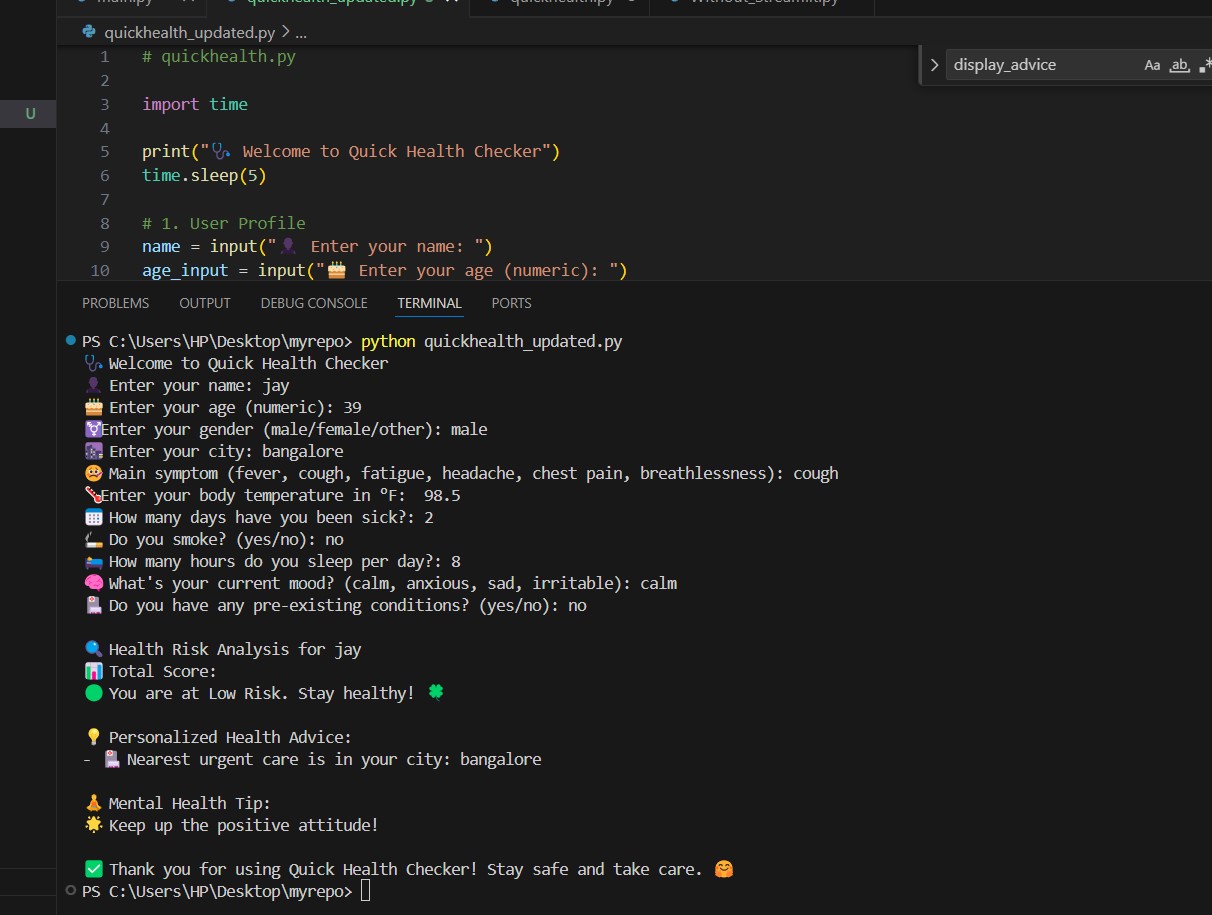 quickhealth_updated.py > ...
display_advice
Aa ab
U
1 # quickhealth.py
2
3 import time
4
5 print("🩺 Welcome to Quick Health Checker")
6 time.sleep(5)
7
8 # 1. User Profile
9 name = input("👤 Enter your name: ")
10 age_input = input("🎂 Enter your age (numeric): ")
PROBLEMS OUTPUT DEBUG CONSOLE TERMINAL PORTS
PS C:\Users\HP\Desktop\myrepo> python quickhealth_updated.py
🩺 Welcome to Quick Health Checker
👤 Enter your name: jay
🎂 Enter your age (numeric): 39
⚧Enter your gender (male/female/other): male
🌆 Enter your city: bangalore
🤒 Main symptom (fever, cough, fatigue, headache, chest pain, breathlessness): cough
🌡Enter your body temperature in °F:  98.5
📅 How many days have you been sick?: 2
🚬 Do you smoke? (yes/no): no
🛌 How many hours do you sleep per day?: 8
🧠 What's your current mood? (calm, anxious, sad, irritable): calm
🏥 Do you have any pre-existing conditions? (yes/no): no
🔍 Health Risk Analysis for jay
📊 Total Score:
🟢 You are at Low Risk. Stay healthy! 🍀
💡 Personalized Health Advice:
- 🏥 Nearest urgent care is in your city: bangalore
🧘 Mental Health Tip:
🌟 Keep up the positive attitude!
✅ Thank you for using Quick Health Checker! Stay safe and take care. 🤗
PS C:\Users\HP\Desktop\myrepo>